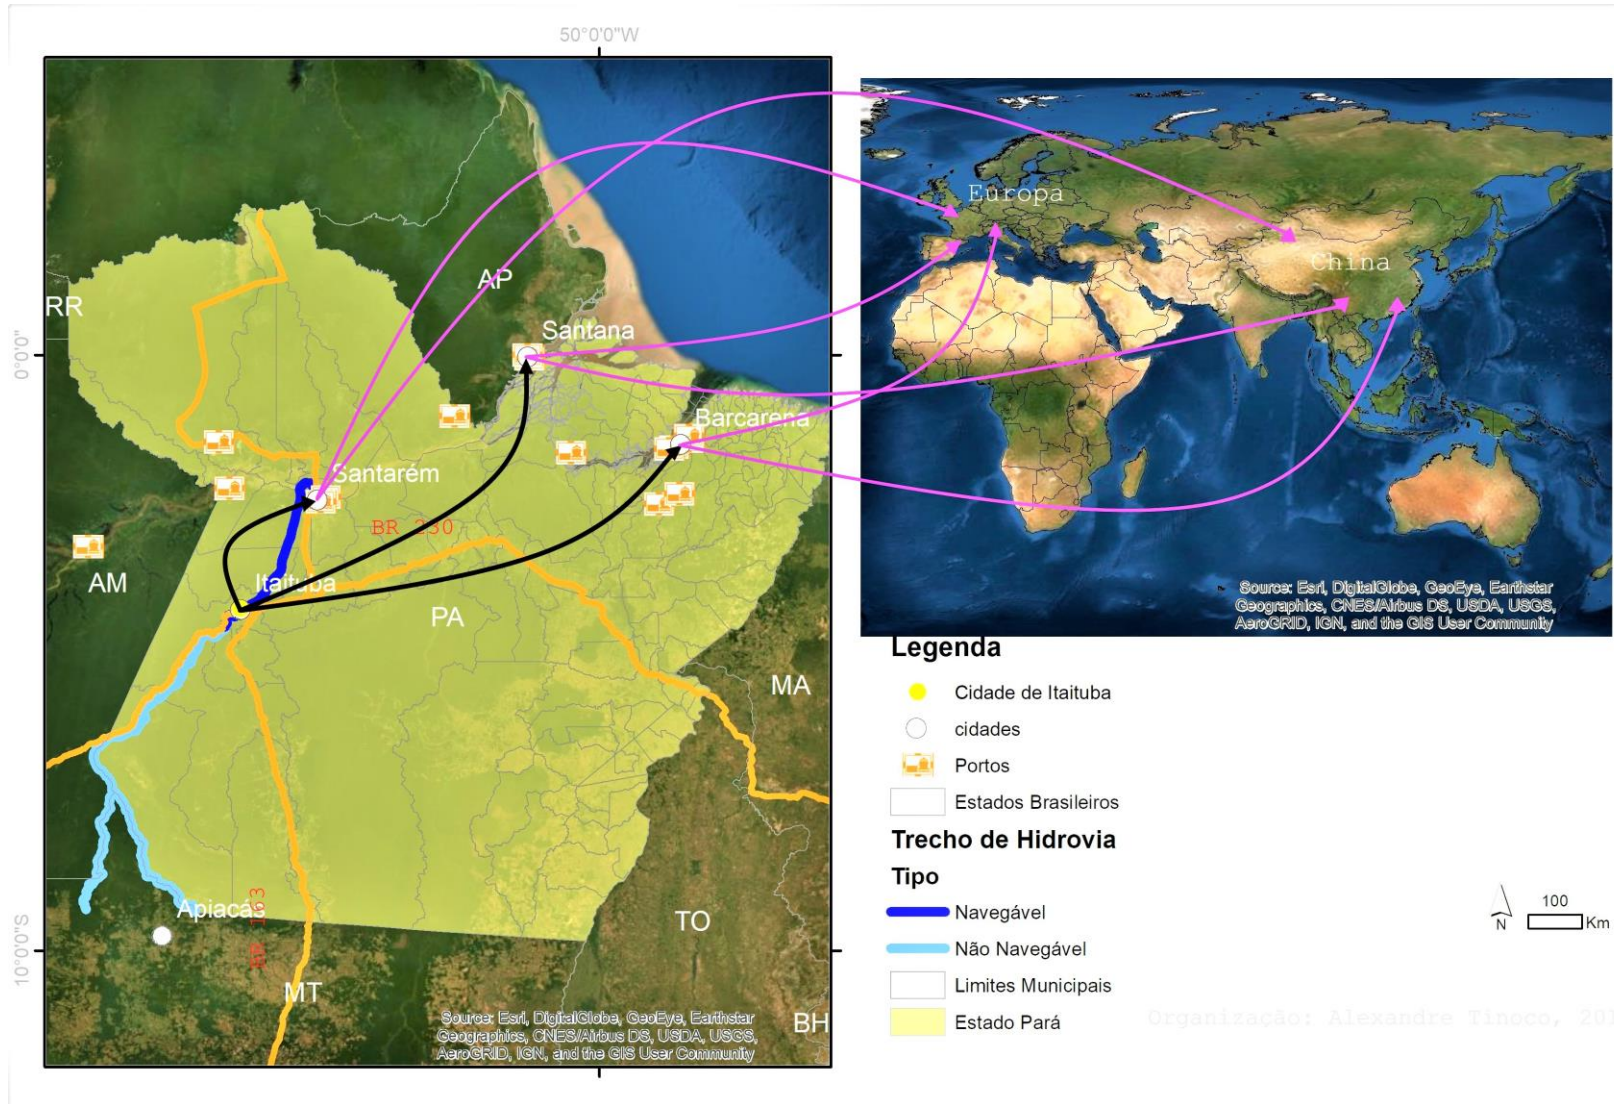 50°0'0"W
0°0'0"
10°0'0"S
RR
AP
Santana
Barcarena
Santarém
BR 230
AM
Itaituba
PA
MA
Apiacás
BR 163
TO
MT
BH
Source: Esri, DigitalGlobe, GeoEye, Earthstar
Geographics, CNES/Airbus DS, USDA, USGS,
AeroGRID, IGN, and the GIS User Community
Europa
China
Source: Esri, DigitalGlobe, GeoEye, Earthstar
Geographics, CNES/Airbus DS, USDA, USGS,
AeroGRID, IGN, and the GIS User Community
Legenda
Cidade de Itaituba
cidades
Portos
Estados Brasileiros
Trecho de Hidrovia
Tipo
Navegável
Não Navegável
Limites Municipais
Estado Pará
N
100
Km
Organização: Alexandre Tinoco,